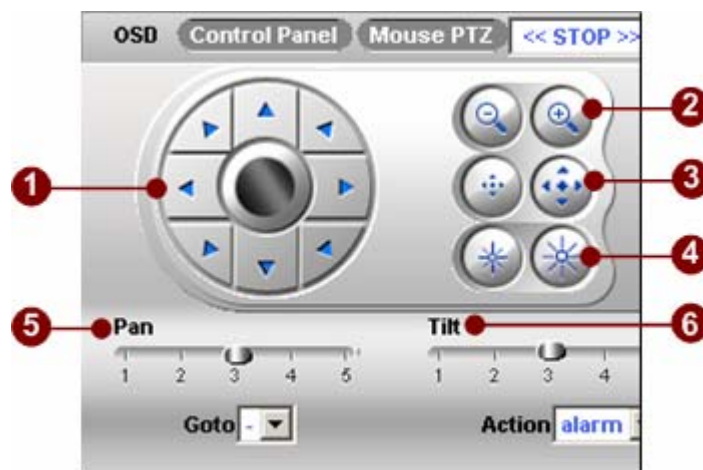 OSD Control Panel Mouse PTZ << STOP >>
2
1
3
4
5 Pan Tilt 6
1 2 3 4 5 1 2 3 4
Goto - Action alarm